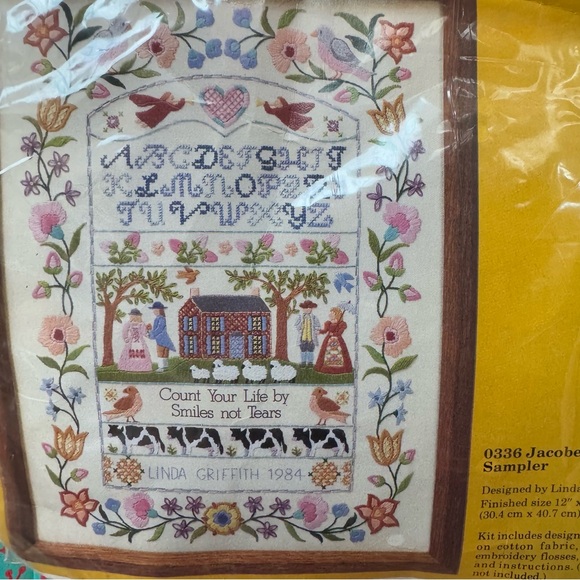 ABCDEFGHIJ
KLMNOPQRS
TUVWXYZ
Count Your Life by
Smiles not Tears
LINDA GRIFFITH 1984
0336 Jacobe
Sampler
Designed by Linda
Finished size 12" x
(30.4 cm x 40.7 cm)
Kit includes design
on cotton fabric,
embroidery flosses,
and instructions. (
not included.)